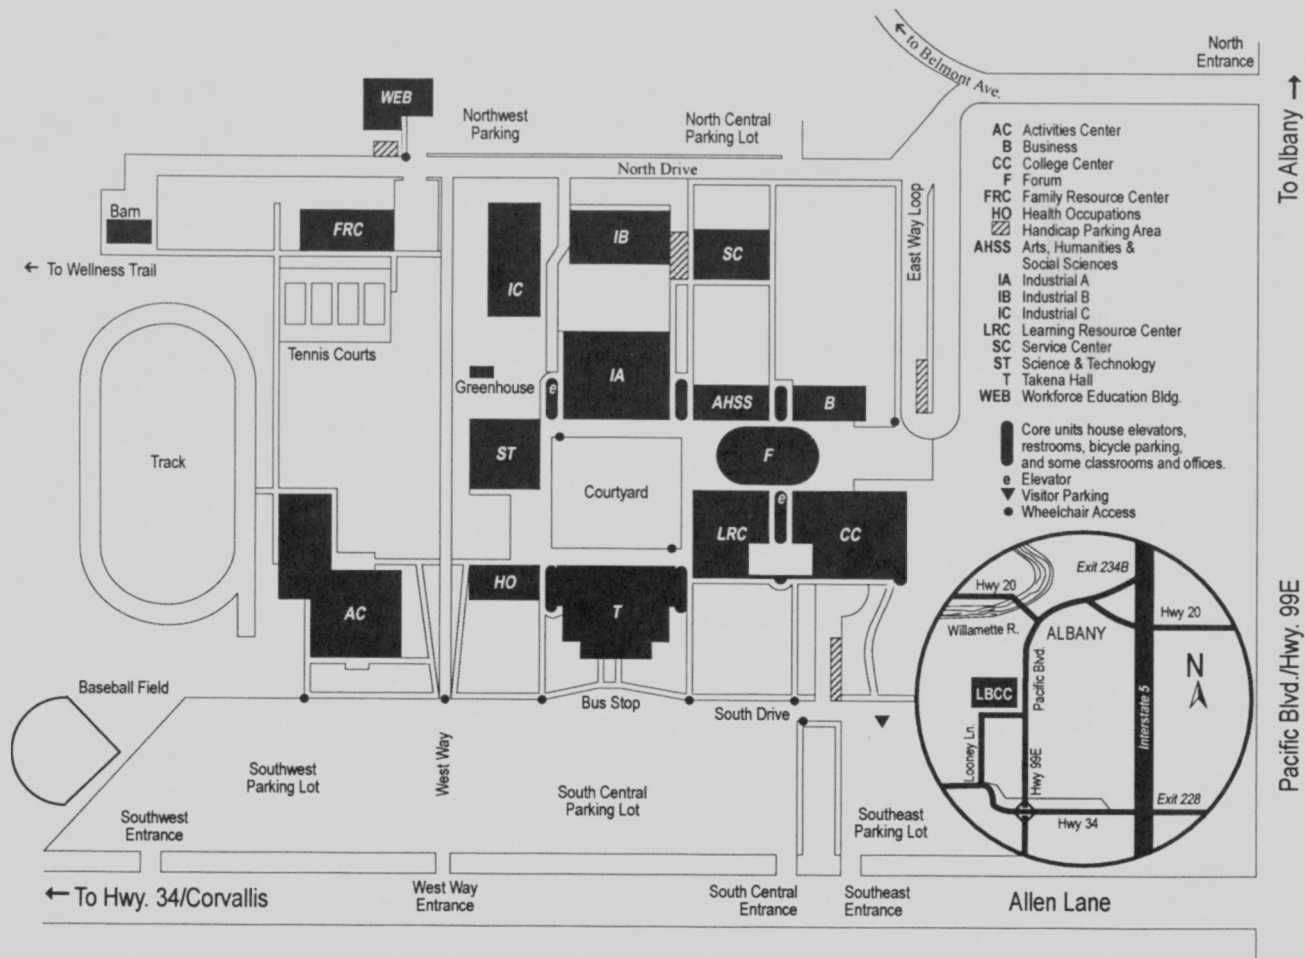 ← to Belmont Ave.
North
Entrance
To Albany →
WEB
Northwest
Parking
North Central
Parking Lot
North Drive
East Way Loop
Barn
FRC
IB
SC
IC
← To Wellness Trail
Tennis Courts
Greenhouse
e
IA
AHSS
B
Track
ST
Courtyard
F
e
LRC
CC
HO
T
AC
AC Activities Center
B Business
CC College Center
F Forum
FRC Family Resource Center
HO Health Occupations
Handicap Parking Area
AHSS Arts, Humanities &
Social Sciences
IA Industrial A
IB Industrial B
IC Industrial C
LRC Learning Resource Center
SC Service Center
ST Science & Technology
T Takena Hall
WEB Workforce Education Bldg.
Core units house elevators,
restrooms, bicycle parking,
and some classrooms and offices.
e Elevator
▼ Visitor Parking
● Wheelchair Access
Exit 234B
Hwy 20
Hwy 20
Willamette R.
ALBANY
Pacific Blvd.
N
LBCC
Interstate 5
Looney Ln.
Hwy 99E
Exit 228
Hwy 34
Pacific Blvd./Hwy. 99E
Baseball Field
Bus Stop
South Drive
West Way
Southwest
Parking Lot
South Central
Parking Lot
Southeast
Parking Lot
Southwest
Entrance
← To Hwy. 34/Corvallis
West Way
Entrance
South Central
Entrance
Southeast
Entrance
Allen Lane